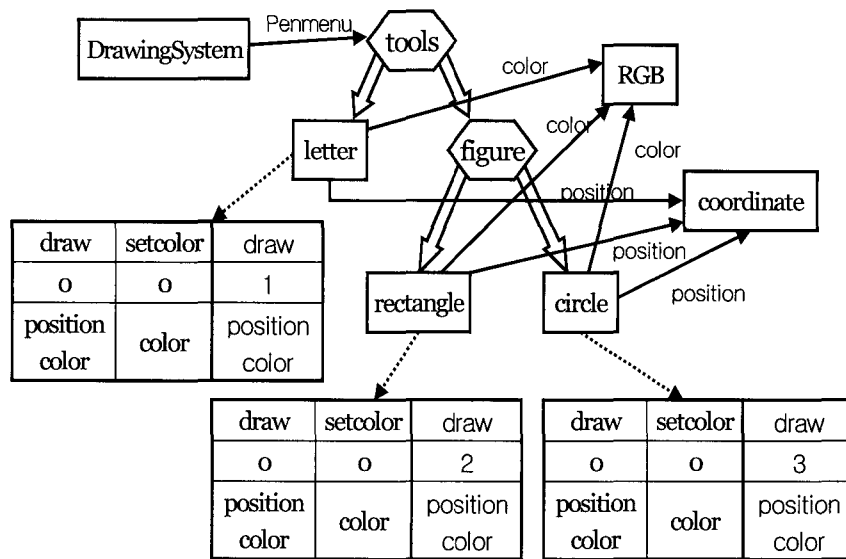 Penmenu
DrawingSystem
tools
color
RGB
letter
figure
color
color
position
coordinate
draw setcolor draw
o o 1
position color position
color color
position
rectangle
circle
position
draw setcolor draw
o o 2
position color position
color color
draw setcolor draw
o o 3
position color position
color color